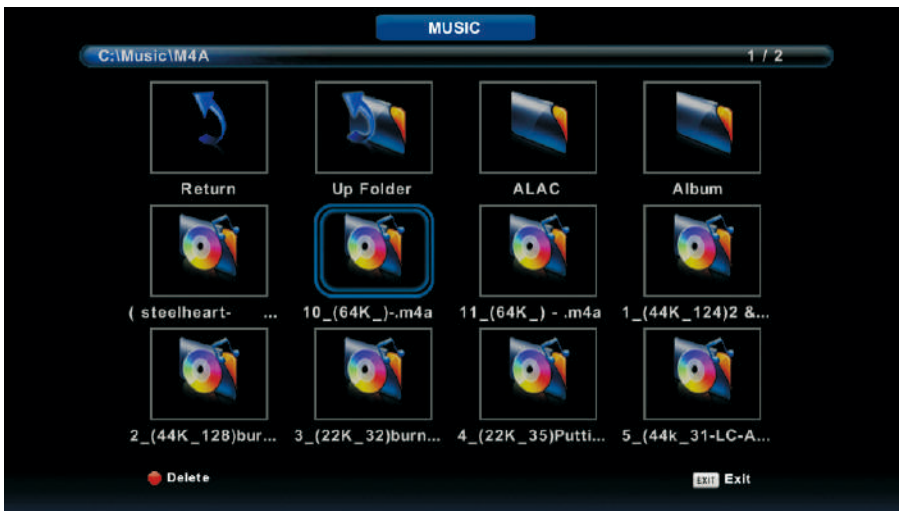 MUSIC
C:\Music\M4A 1 / 2
Return Up Folder ALAC Album
( steelheart- ... 10_(64K_)-.m4a 11_(64K_) - .m4a 1_(44K_124)2 &...
2_(44K_128)bur... 3_(22K_32)burn... 4_(22K_35)Putti... 5_(44k_31-LC-A...
Delete EXIT Exit